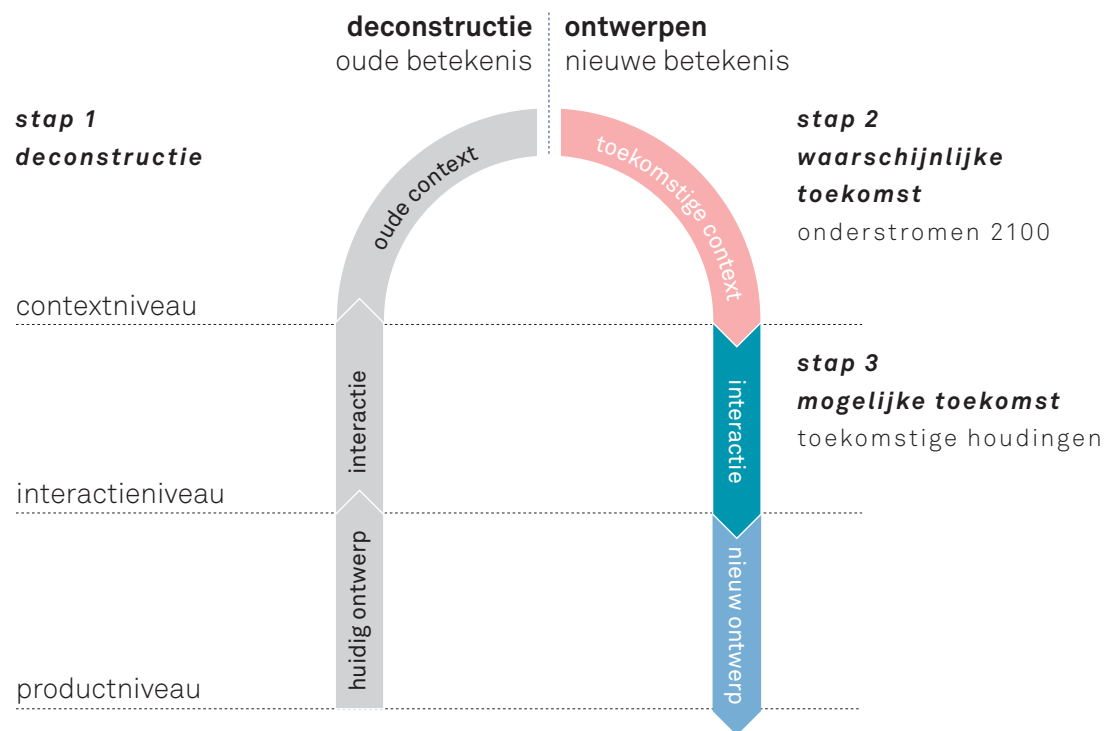 deconstructie
oude betekenis
ontwerpen
nieuwe betekenis
stap 1
deconstructie
stap 2
waarschijnlijke
toekomst
onderstromen 2100
oude context
toekomstige context
contextniveau
stap 3
mogelijke toekomst
toekomstige houdingen
interactie
interactie
interactieniveau
huidig ontwerp
nieuw ontwerp
productniveau